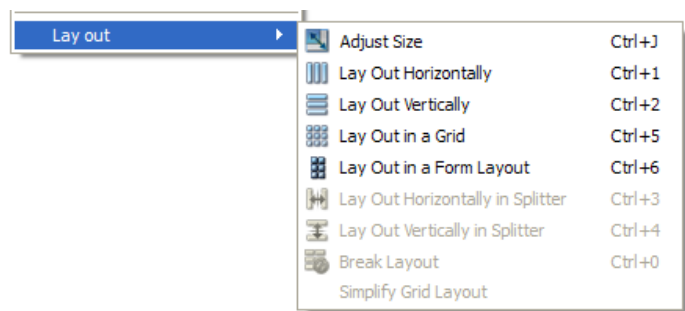 Lay out
Adjust Size Ctrl+J
Lay Out Horizontally Ctrl+1
Lay Out Vertically Ctrl+2
Lay Out in a Grid Ctrl+5
Lay Out in a Form Layout Ctrl+6
Lay Out Horizontally in Splitter Ctrl+3
Lay Out Vertically in Splitter Ctrl+4
Break Layout Ctrl+0
Simplify Grid Layout